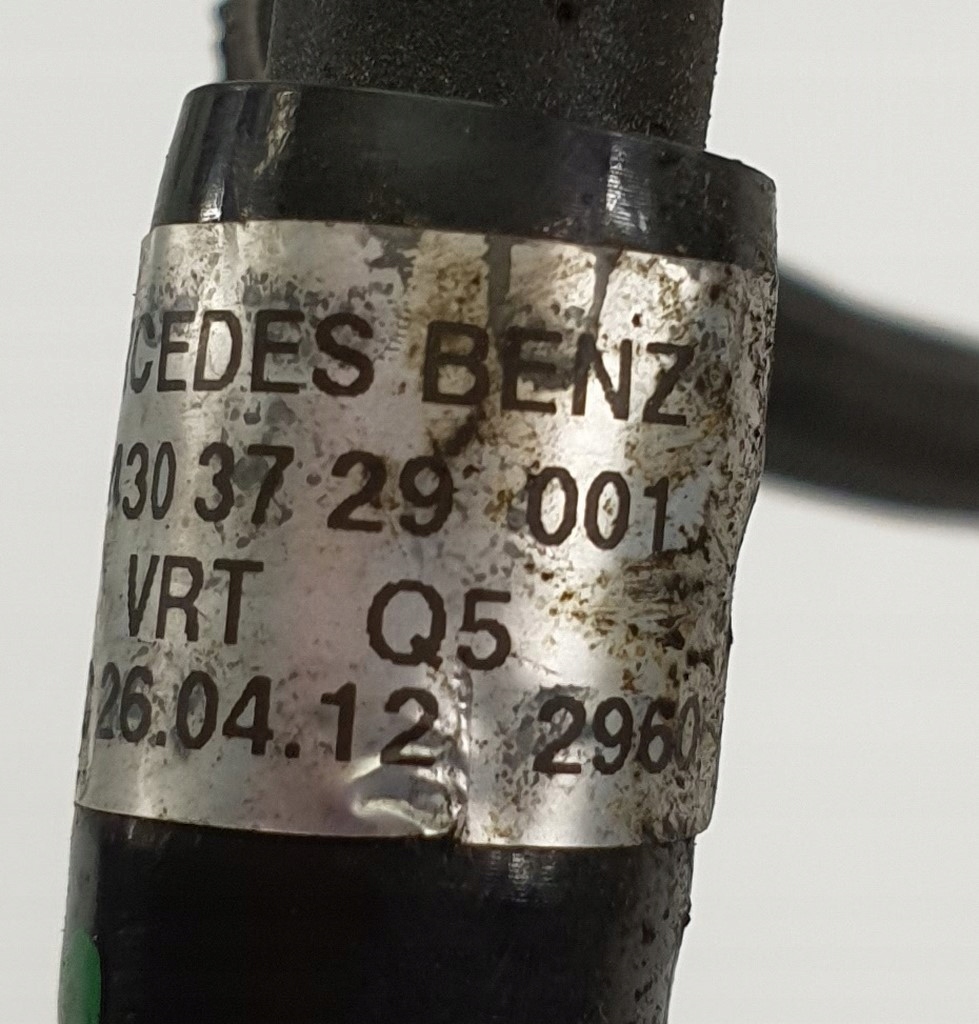 CEDES BENZ
430 37 29 001
VRT Q5
26.04.12 2960